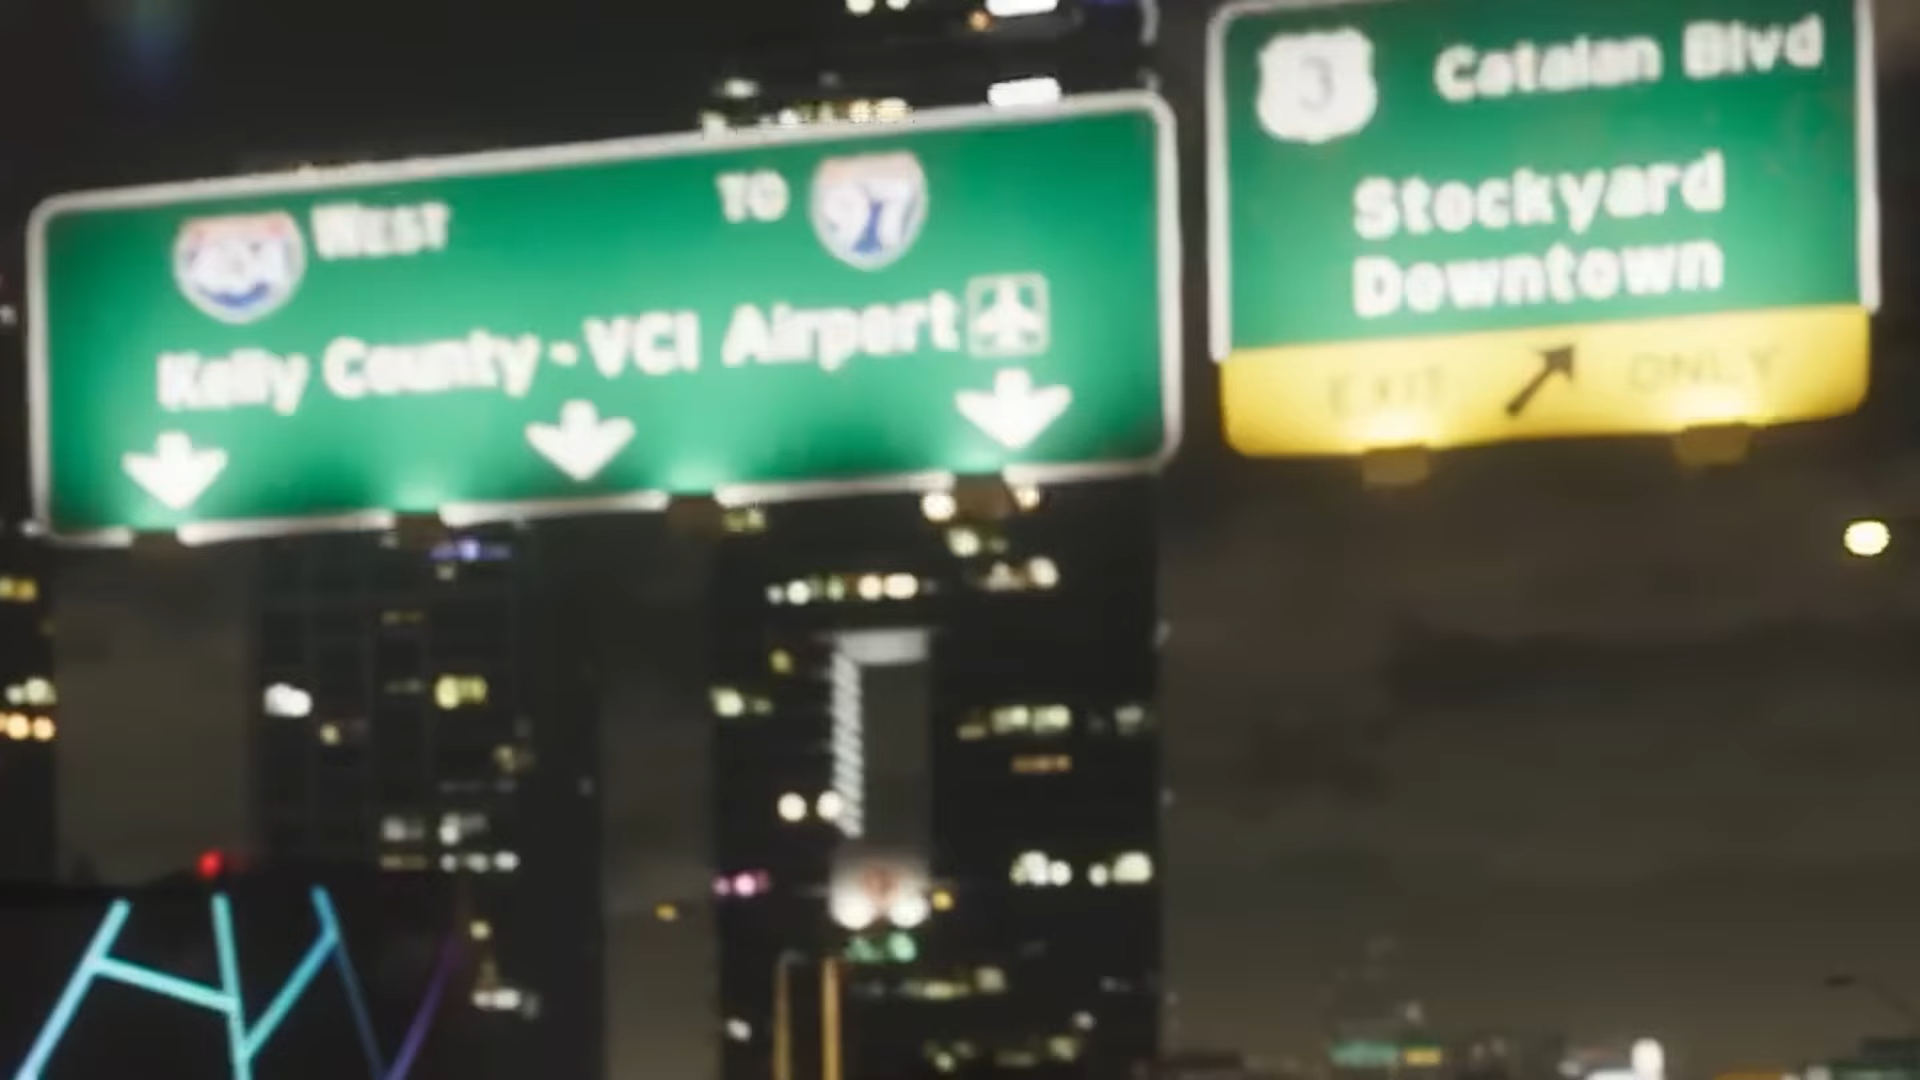 WEST TO 97
Kelly County - VCI Airport
3 Catalan Blvd
Stockyard
Downtown
EXIT ONLY